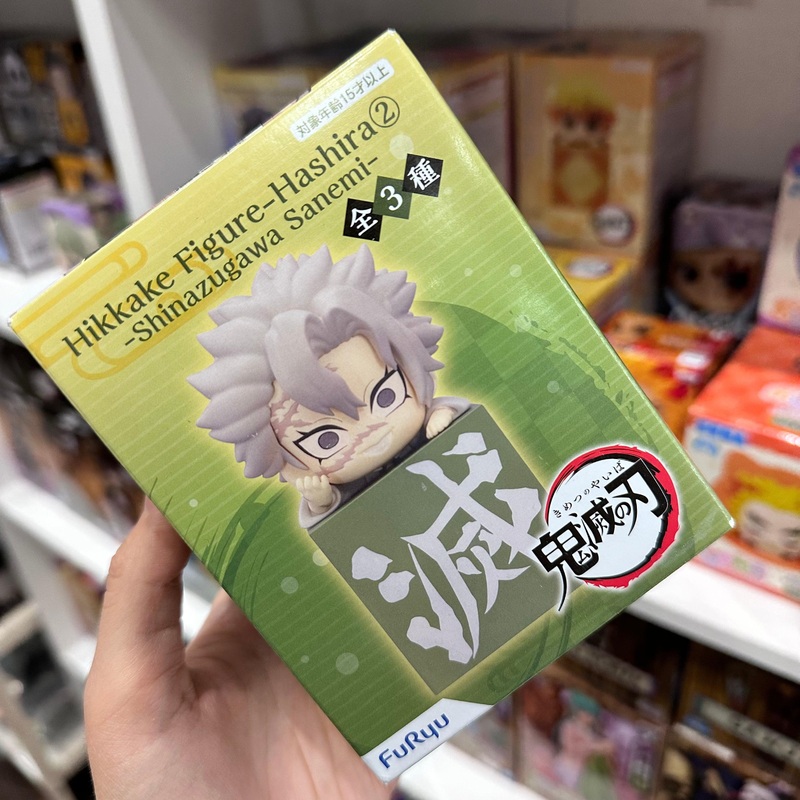 対象年齢15才以上
Hikkake Figure-Hashira②
-Shinazugawa Sanemi-
全3種
滅
きめつのやいば
鬼滅の刃
FuRyu
SEGA